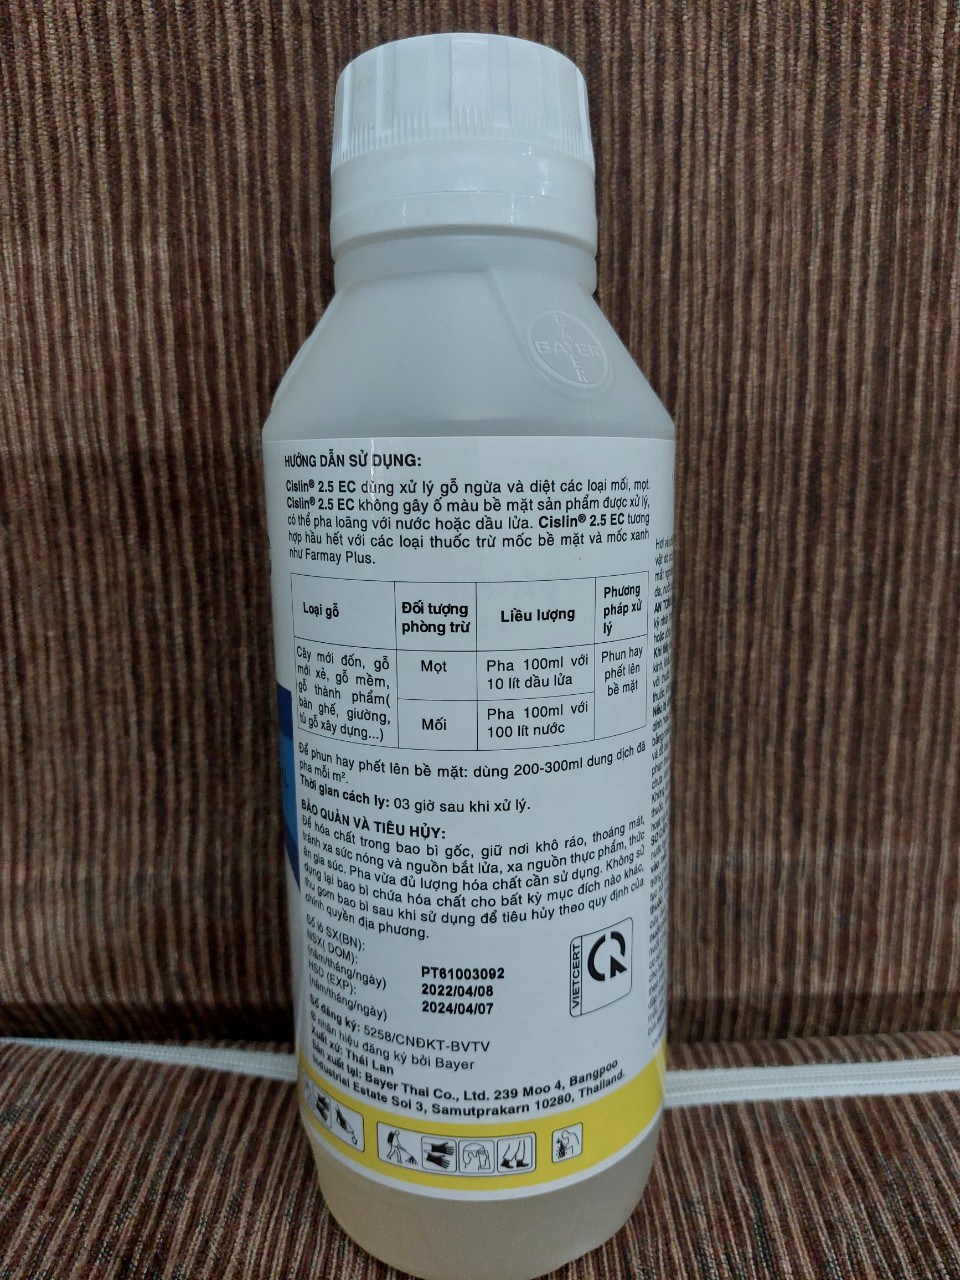 BAYER
BAYER
HƯỚNG DẪN SỬ DỤNG:
Cislin® 2.5 EC dùng xử lý gỗ ngừa và diệt các loại mối, mọt.
Cislin® 2.5 EC không gây ố màu bề mặt sản phẩm được xử lý,
có thể pha loãng với nước hoặc dầu lửa. Cislin® 2.5 EC tương
hợp hầu hết với các loại thuốc trừ mốc bề mặt và mốc xanh
như Farmay Plus.
Loại gỗ
Đối tượng
phòng trừ
Liều lượng
Phương
pháp xử
lý
Cây mới đốn, gỗ
mới xẻ, gỗ mềm,
gỗ thành phẩm(
bàn ghế, giường,
tủ gỗ xây dựng...)
Mọt
Pha 100ml với
10 lít dầu lửa
Phun hay
phết lên
bề mặt
Mối
Pha 100ml với
100 lít nước
Để phun hay phết lên bề mặt: dùng 200-300ml dung dịch đã
pha mỗi m².
Thời gian cách ly: 03 giờ sau khi xử lý.
BẢO QUẢN VÀ TIÊU HỦY:
Để hóa chất trong bao bì gốc, giữ nơi khô ráo, thoáng mát,
tránh xa sức nóng và nguồn bắt lửa, xa nguồn thực phẩm, thức
ăn gia súc. Pha vừa đủ lượng hóa chất cần sử dụng. Không sử
dụng lại bao bì chứa hóa chất cho bất kỳ mục đích nào khác,
thu gom bao bì sau khi sử dụng để tiêu hủy theo quy định của
chính quyền địa phương.
Số lô SX(BN):
PT61003092
NSX( DOM):
(năm/tháng/ngày)
2022/04/08
HSD (EXP):
(năm/tháng/ngày)
2024/04/07
VIETCERT
Số đăng ký: 5258/CNĐKT-BVTV
® nhãn hiệu đăng ký bởi Bayer
Xuất xứ: Thái Lan
Sản xuất tại: Bayer Thai Co., Ltd. 239 Moo 4, Bangpoo
Industrial Estate Soi 3, Samutprakarn 10280, Thailand.